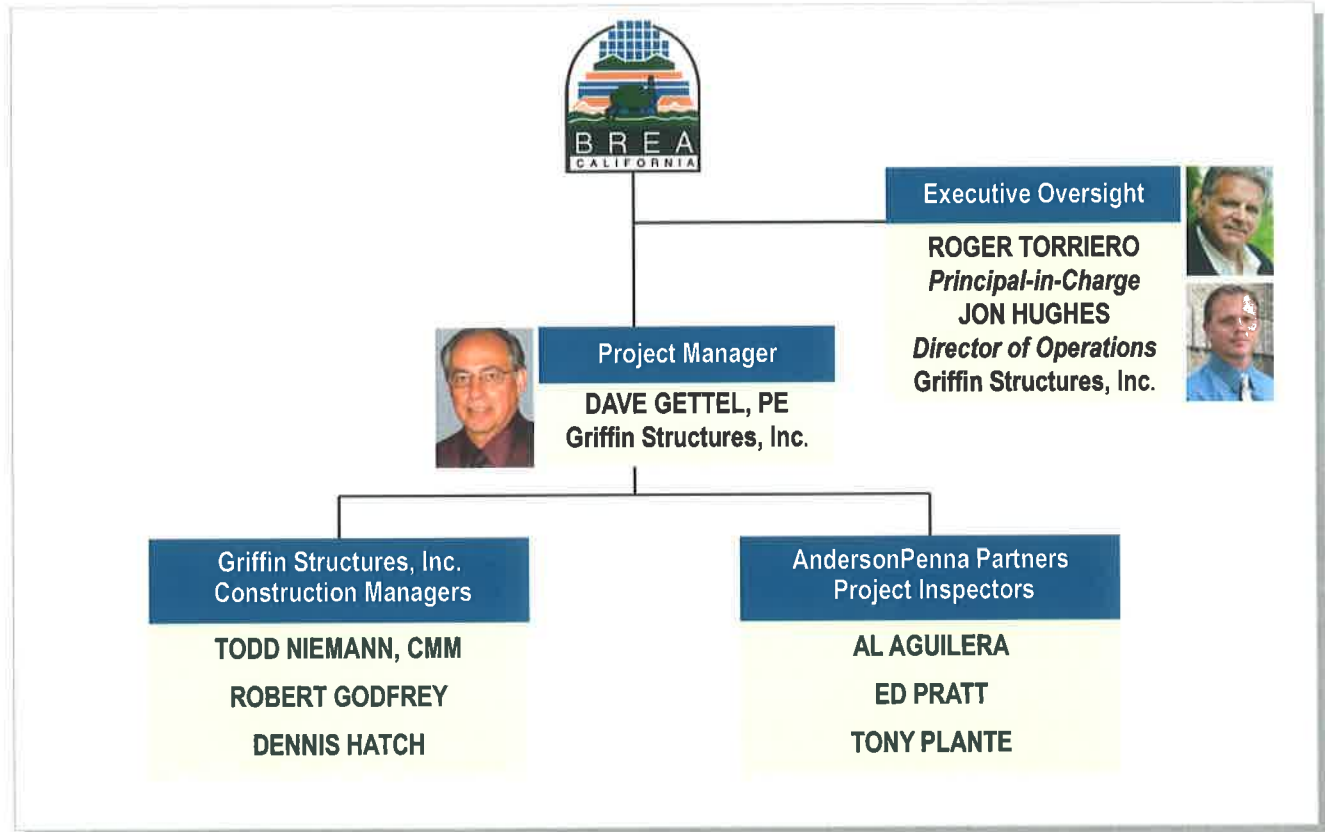 BREA
CALIFORNIA
Executive Oversight
ROGER TORRIERO
Principal-in-Charge
JON HUGHES
Director of Operations
Griffin Structures, Inc.
Project Manager
DAVE GETTEL, PE
Griffin Structures, Inc.
Griffin Structures, Inc.
Construction Managers
TODD NIEMANN, CMM
ROBERT GODFREY
DENNIS HATCH
AndersonPenna Partners
Project Inspectors
AL AGUILERA
ED PRATT
TONY PLANTE